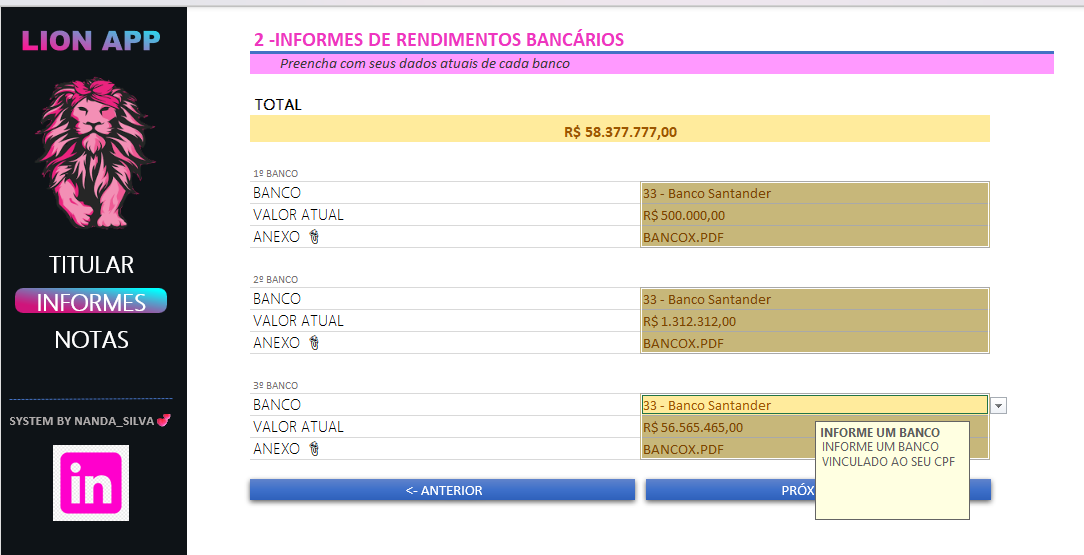 LION APP
TITULAR
INFORMES
NOTAS
SYSTEM BY NANDA_SILVA
in
2 -INFORMES DE RENDIMENTOS BANCÁRIOS
Preencha com seus dados atuais de cada banco
TOTAL
R$ 58.377.777,00
1º BANCO
BANCO 33 - Banco Santander
VALOR ATUAL R$ 500.000,00
ANEXO BANCOX.PDF
2º BANCO
BANCO 33 - Banco Santander
VALOR ATUAL R$ 1.312.312,00
ANEXO BANCOX.PDF
3º BANCO
BANCO 33 - Banco Santander
VALOR ATUAL R$ 56.565.465,00
ANEXO BANCOX.PDF
INFORME UM BANCO
INFORME UM BANCO
VINCULADO AO SEU CPF
<- ANTERIOR
PRÓX